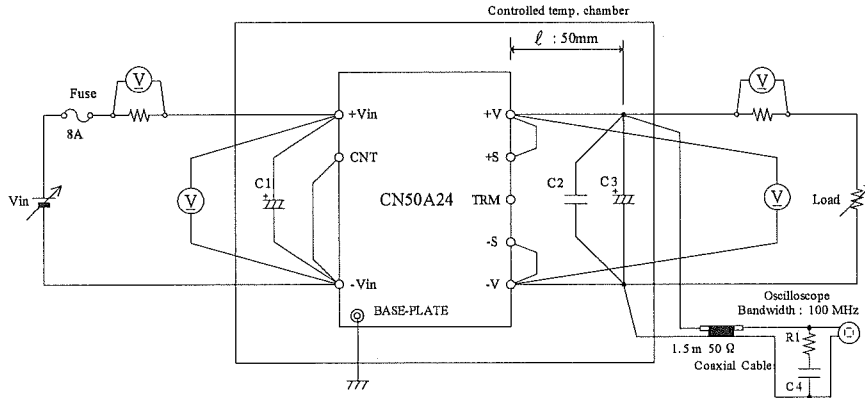 Controlled temp. chamber
ℓ : 50mm
V
V
Fuse
8A
+Vin
+V
CNT
+S
C1
+
C2
C3
+
Vin
V
CN50A24
TRM
V
Load
-S
-Vin
-V
BASE-PLATE
Oscilloscope
Bandwidth : 100 MHz
R1
1.5m 50 Ω
Coaxial Cable
C4